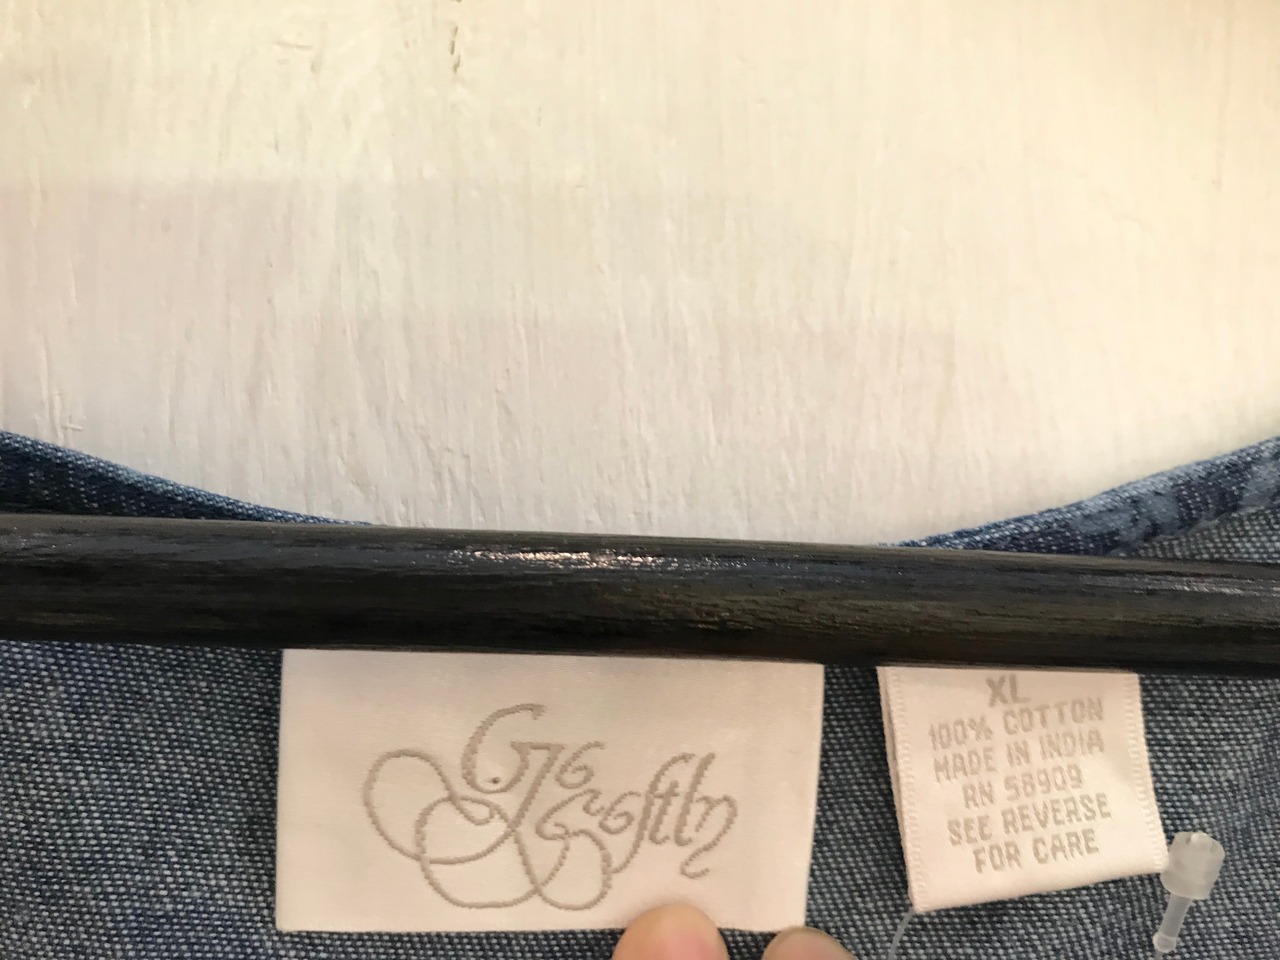 XL
100% COTTON
MADE IN INDIA
RN 58909
SEE REVERSE
FOR CARE